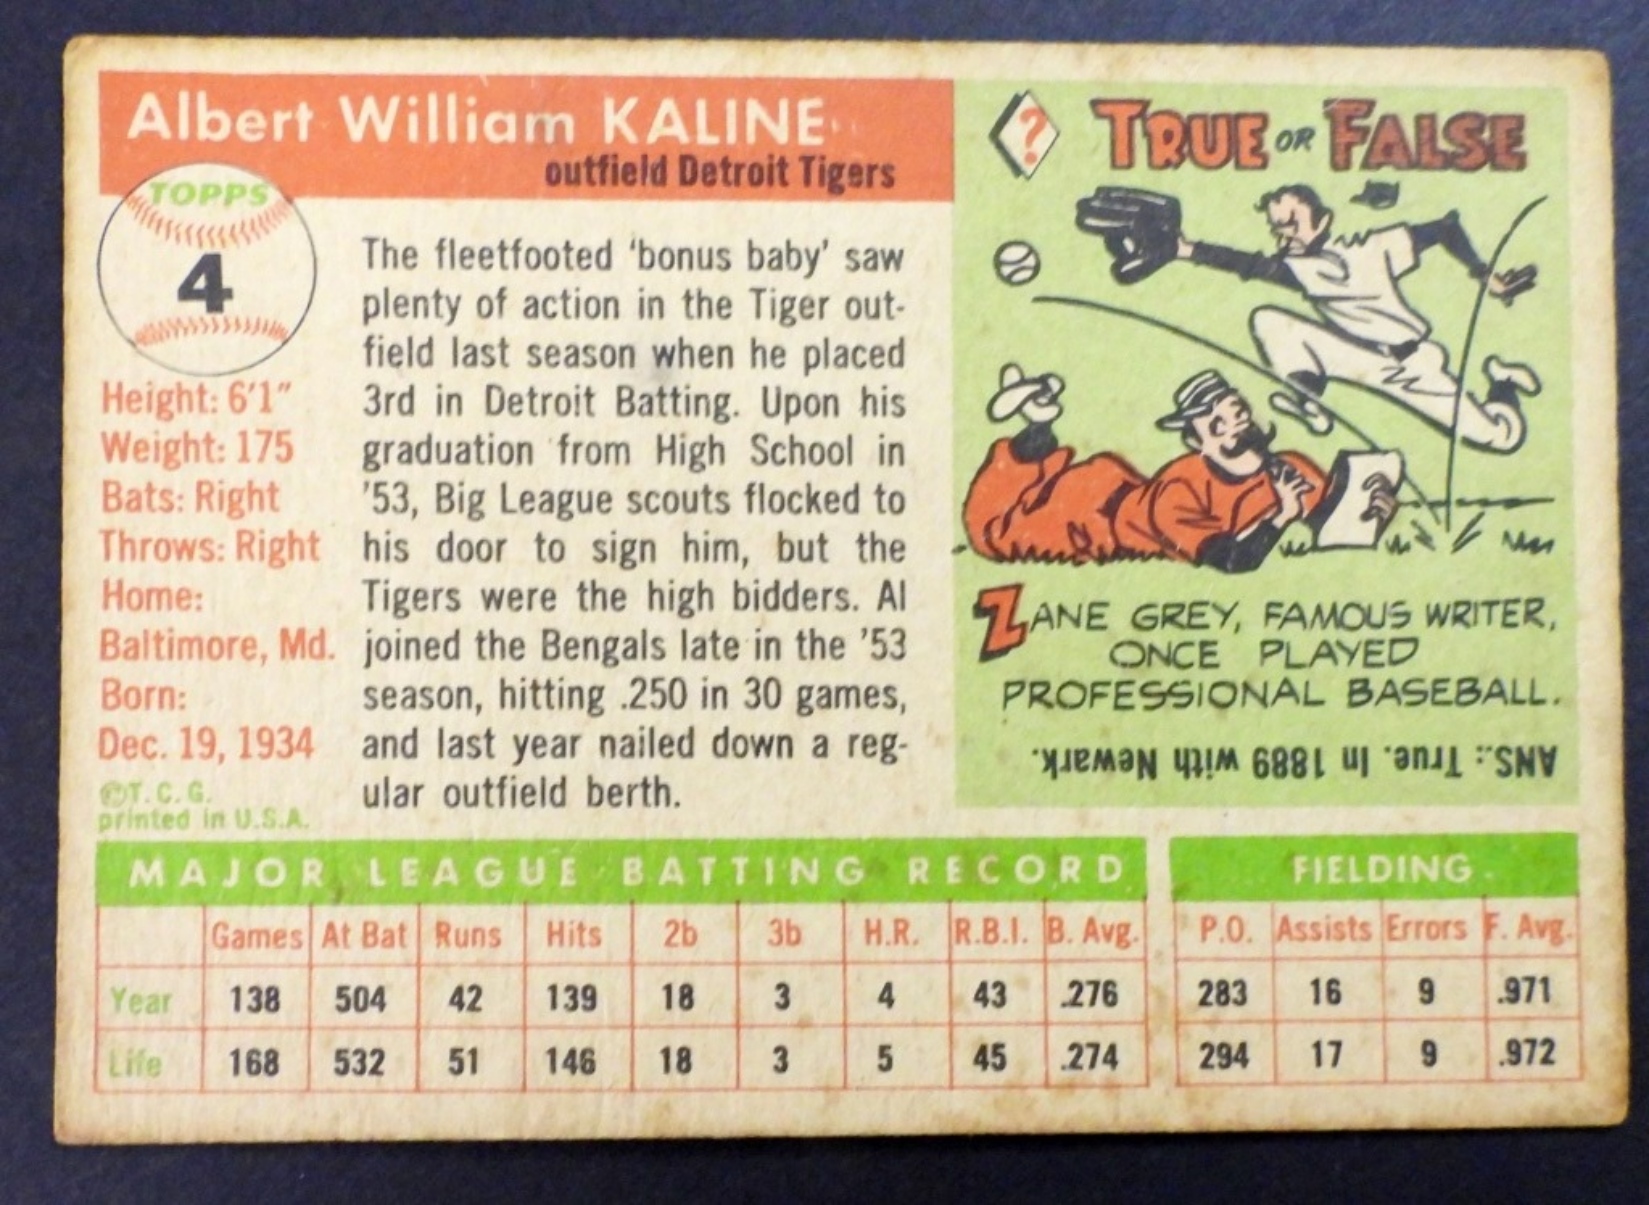 Albert William KALINE
outfield Detroit Tigers
TOPPS
4
Height: 6'1"
Weight: 175
Bats: Right
Throws: Right
Home:
Baltimore, Md.
Born:
Dec. 19, 1934
©T.C.G.
printed in U.S.A.
The fleetfooted 'bonus baby' saw
plenty of action in the Tiger out-
field last season when he placed
3rd in Detroit Batting. Upon his
graduation from High School in
'53, Big League scouts flocked to
his door to sign him, but the
Tigers were the high bidders. Al
joined the Bengals late in the '53
season, hitting .250 in 30 games,
and last year nailed down a reg-
ular outfield berth.
?
TRUE OR FALSE
ZANE GREY, FAMOUS WRITER,
ONCE PLAYED
PROFESSIONAL BASEBALL.
ANS.: True. In 1889 with Newark.
MAJOR LEAGUE BATTING RECORD
Games At Bat Runs Hits 2b 3b H.R. R.B.I. B. Avg.
Year 138 504 42 139 18 3 4 43 .276
Life 168 532 51 146 18 3 5 45 .274
FIELDING
P.O. Assists Errors F. Avg.
283 16 9 .971
294 17 9 .972